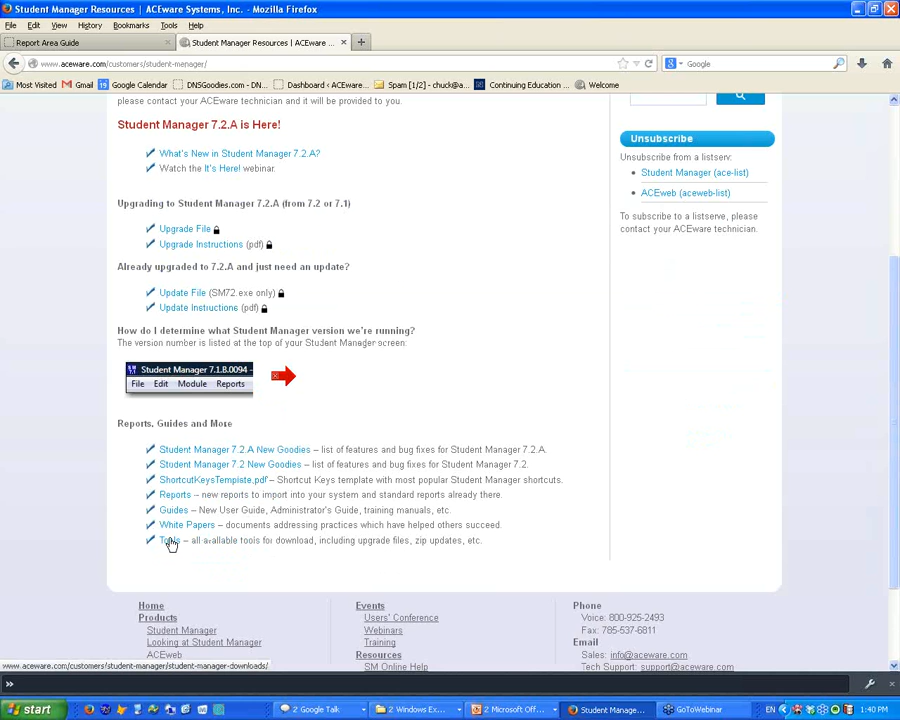 Student Manager Resources | ACEware Systems, Inc. - Mozilla Firefox
File Edit View History Bookmarks Tools Help
Report Area Guide × Student Manager Resources | ACEware ... ×
www.aceware.com/customers/student-manager/ Google
Most Visited Gmail Google Calendar DNSGoodies.com - DN... Dashboard ‹ ACEware... Spam [1/2] — chuck@a... Continuing Education ... Welcome
please contact your ACEware technician and it will be provided to you.
Student Manager 7.2.A is Here!
What's New in Student Manager 7.2.A?
Watch the It's Here! webinar.
Upgrading to Student Manager 7.2.A (from 7.2 or 7.1)
Upgrade File
Upgrade Instructions (pdf)
Already upgraded to 7.2.A and just need an update?
Update File (SM72.exe only)
Update Instructions (pdf)
How do I determine what Student Manager version we're running?
The version number is listed at the top of your Student Manager screen:
Student Manager 7.1.B.0094 -
File Edit Module Reports
Reports, Guides and More
Student Manager 7.2.A New Goodies – list of features and bug fixes for Student Manager 7.2.A.
Student Manager 7.2 New Goodies – list of features and bug fixes for Student Manager 7.2.
ShortcutKeysTempiste,pdf – Shortcut Keys template with most popular Student Manager shortcuts.
Reports – new reports to import into your system and standard reports already there.
Guides – New User Guide, Administrator's Guide, training manuals, etc.
White Papers – documents addressing practices which have helped others succeed.
Tools – all available tools for download, including upgrade files, zip updates, etc.
Unsubscribe
Unsubscribe from a listserv:
Student Manager (ace-list)
ACEweb (aceweb-list)
To subscribe to a listserve, please
contact your ACEware technician.
Home
Products
Student Manager
Looking at Student Manager
ACEweb
Events
Users' Conference
Webinars
Training
Resources
SM Online Help
Phone
Voice: 800-925-2493
Fax: 785-537-6811
Email
Sales: info@aceware.com
Tech Support: support@aceware.com
www.aceware.com/customers/student-manager/student-manager-downloads/
»
start 2 Google Talk 2 Windows Ex... 2 Microsoft Off... Student Manage... GoToWebinar EN 1:40 PM